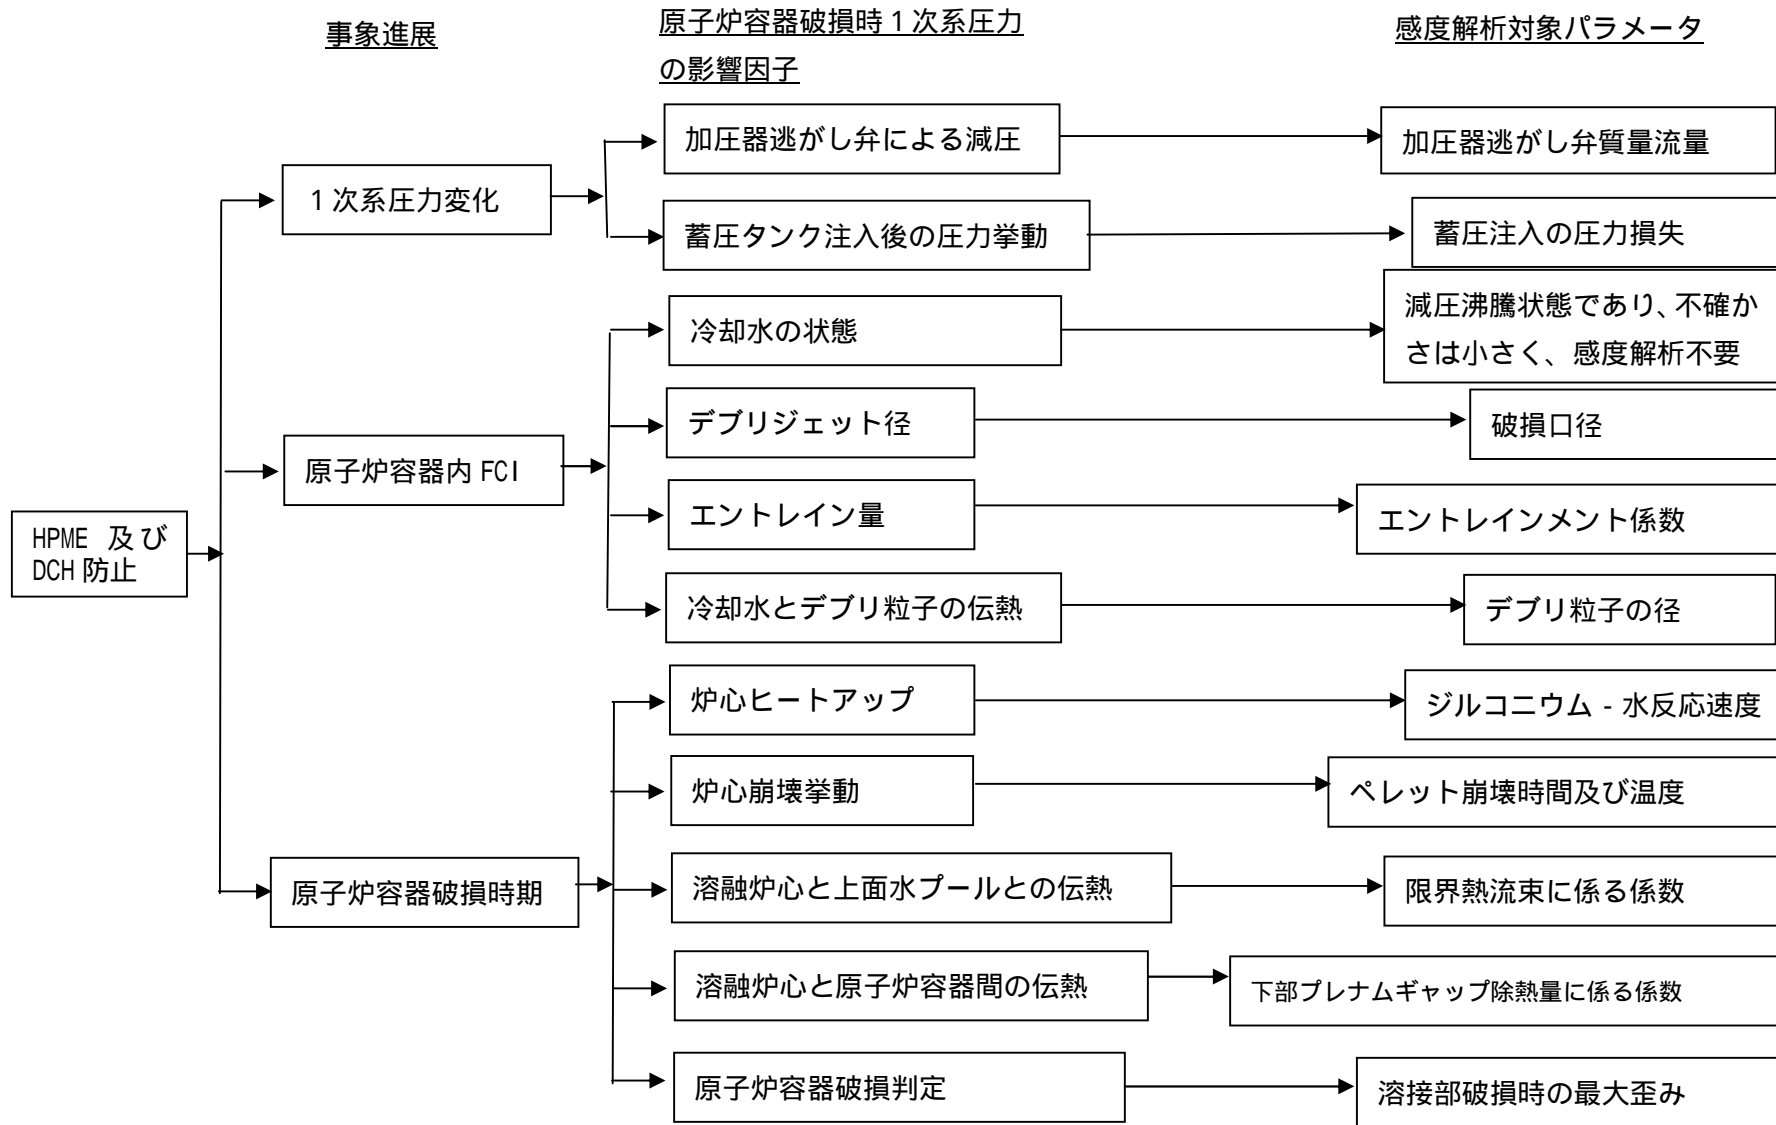 事象進展
原子炉容器破損時1次系圧力
の影響因子
感度解析対象パラメータ
加圧器逃がし弁による減圧
加圧器逃がし弁質量流量
1次系圧力変化
蓄圧タンク注入後の圧力挙動
蓄圧注入の圧力損失
冷却水の状態
減圧沸騰状態であり、不確か
さは小さく、感度解析不要
デブリジェット径
破損口径
原子炉容器内 FCI
エントレイン量
エントレインメント係数
HPME 及び
DCH 防止
冷却水とデブリ粒子の伝熱
デブリ粒子の径
炉心ヒートアップ
ジルコニウム - 水反応速度
炉心崩壊挙動
ペレット崩壊時間及び温度
原子炉容器破損時期
溶融炉心と上面水プールとの伝熱
限界熱流束に係る係数
溶融炉心と原子炉容器間の伝熱
下部プレナムギャップ除熱量に係る係数
原子炉容器破損判定
溶接部破損時の最大歪み